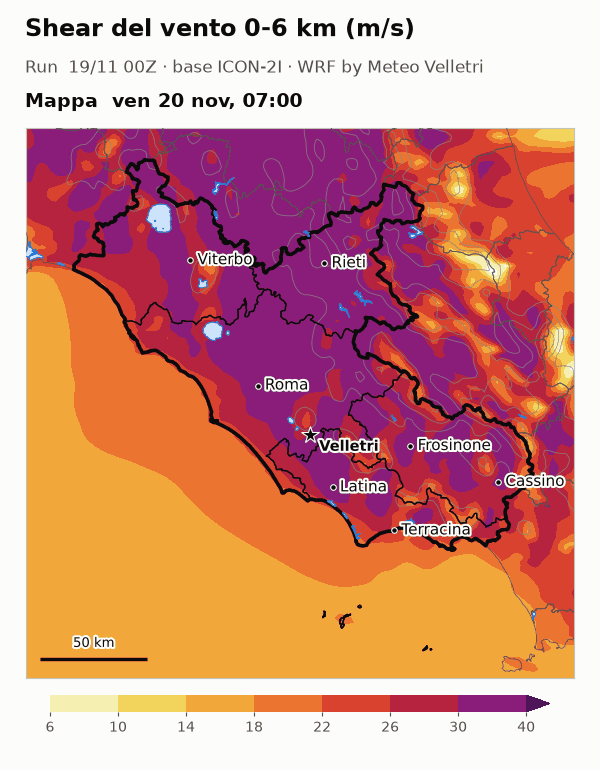 Shear del vento 0-6 km (m/s)
Run  19/11 00Z · base ICON-2I · WRF by Meteo Velletri
Mappa  ven 20 nov, 07:00
Viterbo
Rieti
Roma
Velletri
Frosinone
Latina
Cassino
Terracina
50 km
6 10 14 18 22 26 30 40